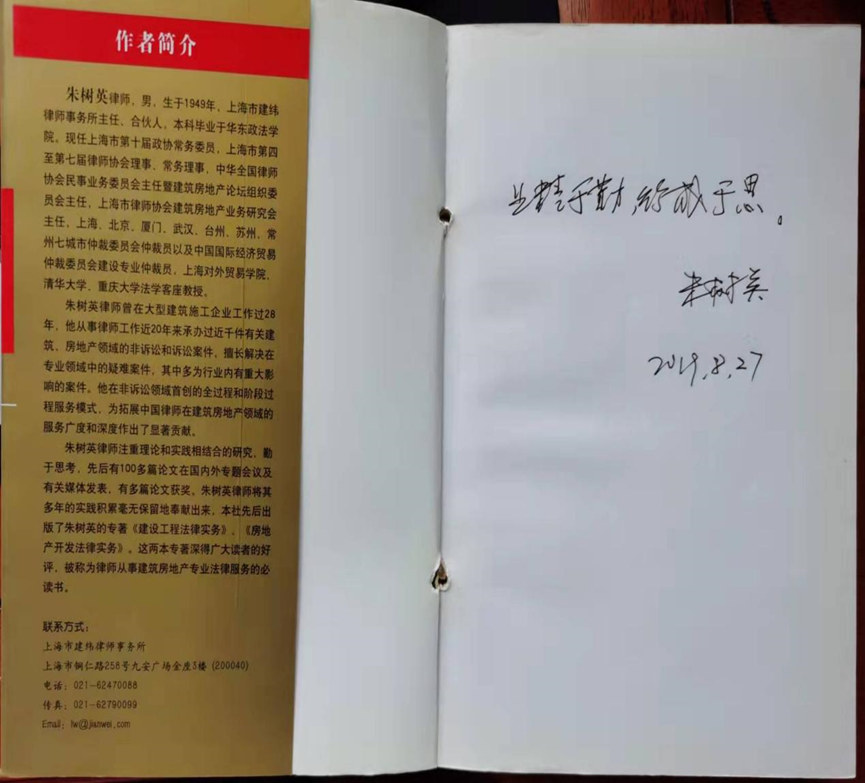 作者简介
朱树英律师，男，生于1949年，上海市建纬
律师事务所主任、合伙人。本科毕业于华东政法学
院。现任上海市第十届政协常务委员，上海市第四
至第七届律师协会理事、常务理事，中华全国律师
协会民事业务委员会主任暨建筑房地产论坛组织委
员会主任，上海市律师协会建筑房地产业务研究会
主任，上海、北京、厦门、武汉、台州、苏州、常
州七城市仲裁委员会仲裁员以及中国国际经济贸易
仲裁委员会建设专业仲裁员，上海对外贸易学院、
清华大学、重庆大学法学客座教授。
朱树英律师曾在大型建筑施工企业工作过28
年，他从事律师工作近20年来承办过近千件有关建
筑、房地产领域的非诉讼和诉讼案件，擅长解决在
专业领域中的疑难案件，其中多为行业内有重大影
响的案件。他在非诉讼领域首创的全过程和阶段过
程服务模式，为拓展中国律师在建筑房地产领域的
服务广度和深度作出了显著贡献。
朱树英律师注重理论和实践相结合的研究，勤
于思考，先后有100多篇论文在国内外专题会议及
有关媒体发表，有多篇论文获奖。朱树英律师将其
多年的实践积累毫无保留地奉献出来，本社先后出
版了朱树英的专著《建设工程法律实务》、《房地
产开发法律实务》。这两本专著深得广大读者的好
评，被称为律师从事建筑房地产专业法律服务的必
读书。
联系方式：
上海市建纬律师事务所
上海市铜仁路258号九安广场金座3楼 (200040)
电话：021-62470088
传真：021-62790099
Email：lw@jianwei.com
业精于勤，行成于思。
朱树英
2019.8.27